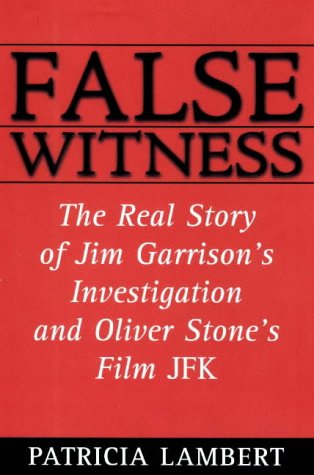 FALSE
WITNESS
The Real Story
of Jim Garrison's
Investigation
and Oliver Stone's
Film JFK
PATRICIA LAMBERT